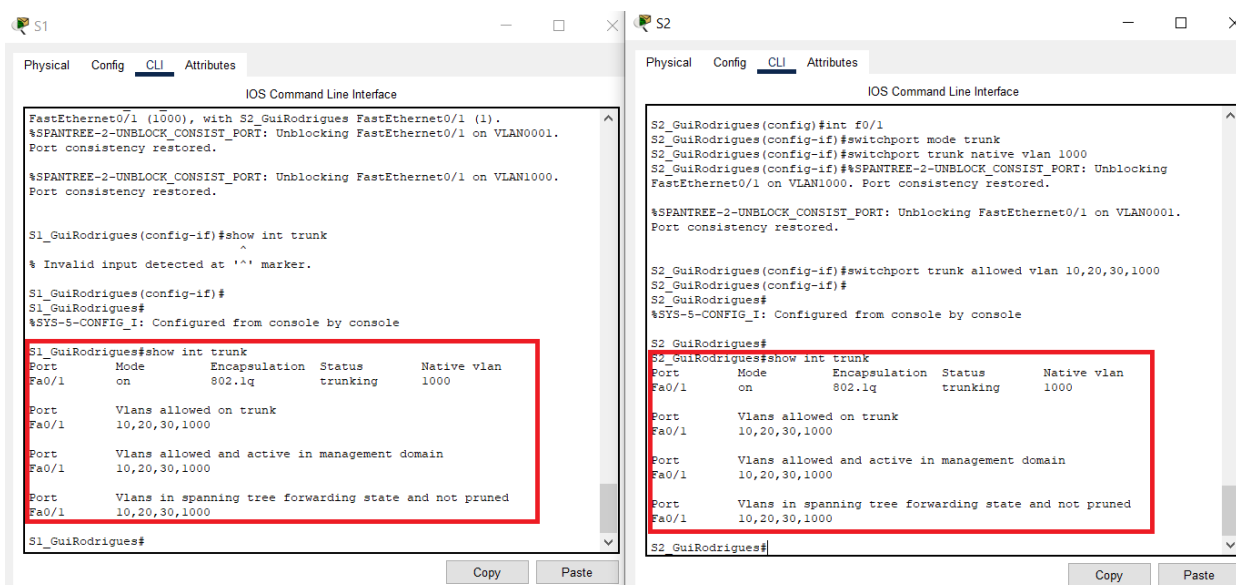 S1
Physical Config CLI Attributes
IOS Command Line Interface
FastEthernet0/1 (1000), with S2_GuiRodrigues FastEthernet0/1 (1).
%SPANTREE-2-UNBLOCK_CONSIST_PORT: Unblocking FastEthernet0/1 on VLAN0001.
Port consistency restored.
%SPANTREE-2-UNBLOCK_CONSIST_PORT: Unblocking FastEthernet0/1 on VLAN1000.
Port consistency restored.
S1_GuiRodrigues(config-if)#show int trunk
^
% Invalid input detected at '^' marker.
S1_GuiRodrigues(config-if)#
S1_GuiRodrigues#
%SYS-5-CONFIG_I: Configured from console by console
S1_GuiRodrigues#show int trunk
Port Mode Encapsulation Status Native vlan
Fa0/1 on 802.1q trunking 1000
Port Vlans allowed on trunk
Fa0/1 10,20,30,1000
Port Vlans allowed and active in management domain
Fa0/1 10,20,30,1000
Port Vlans in spanning tree forwarding state and not pruned
Fa0/1 10,20,30,1000
S1_GuiRodrigues#
Copy Paste
S2
Physical Config CLI Attributes
IOS Command Line Interface
S2_GuiRodrigues(config)#int f0/1
S2_GuiRodrigues(config-if)#switchport mode trunk
S2_GuiRodrigues(config-if)#switchport trunk native vlan 1000
S2_GuiRodrigues(config-if)#%SPANTREE-2-UNBLOCK_CONSIST_PORT: Unblocking
FastEthernet0/1 on VLAN1000. Port consistency restored.
%SPANTREE-2-UNBLOCK_CONSIST_PORT: Unblocking FastEthernet0/1 on VLAN0001.
Port consistency restored.
S2_GuiRodrigues(config-if)#switchport trunk allowed vlan 10,20,30,1000
S2_GuiRodrigues(config-if)#
S2_GuiRodrigues#
%SYS-5-CONFIG_I: Configured from console by console
S2_GuiRodrigues#
S2_GuiRodrigues#show int trunk
Port Mode Encapsulation Status Native vlan
Fa0/1 on 802.1q trunking 1000
Port Vlans allowed on trunk
Fa0/1 10,20,30,1000
Port Vlans allowed and active in management domain
Fa0/1 10,20,30,1000
Port Vlans in spanning tree forwarding state and not pruned
Fa0/1 10,20,30,1000
S2_GuiRodrigues#
Copy Paste